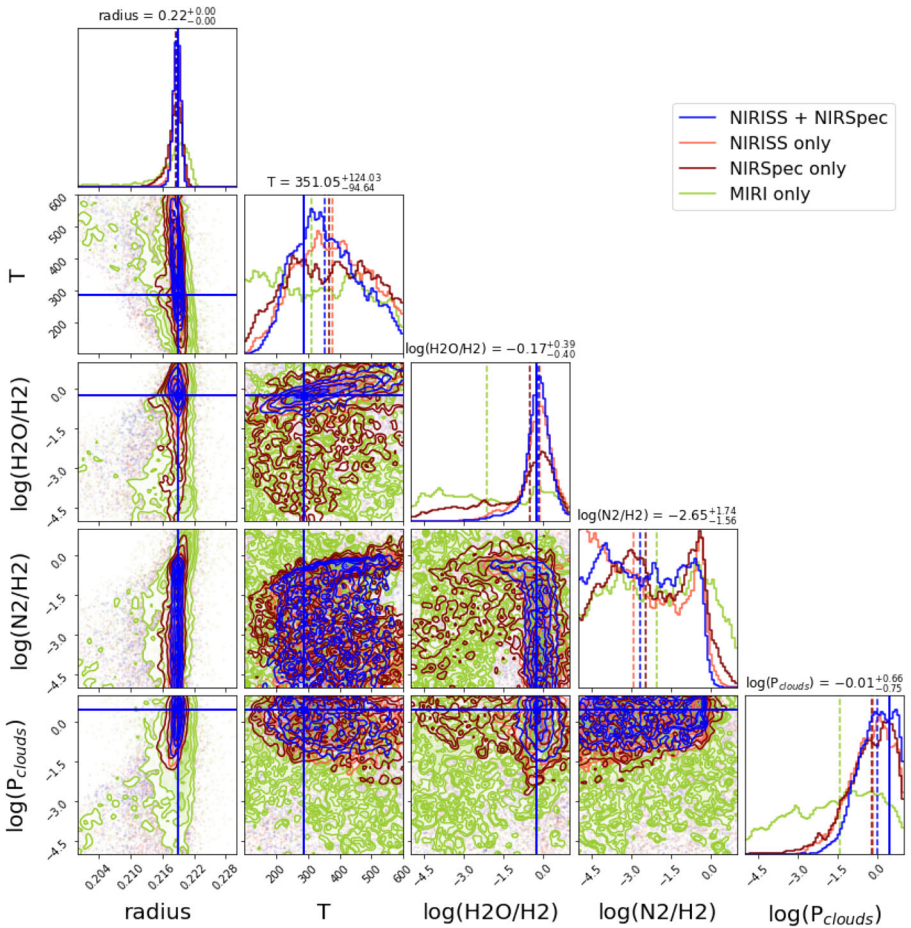 radius = 0.22+0.00−0.00
NIRISS + NIRSpec
NIRISS only
NIRSpec only
MIRI only
T = 351.05+124.03−94.64
600
500
400
300
200
T
log(H2O/H2) = −0.17+0.39−0.40
0.0
−1.5
−3.0
−4.5
log(H2O/H2)
log(N2/H2) = −2.65+1.74−1.56
0.0
−1.5
−3.0
−4.5
log(N2/H2)
log(Pclouds) = −0.01+0.66−0.75
0.0
−1.5
−3.0
−4.5
log(Pclouds)
0.204 0.210 0.216 0.222 0.228
200 300 400 500 600
−4.5 −3.0 −1.5 0.0
−4.5 −3.0 −1.5 0.0
−4.5 −3.0 −1.5 0.0
radius
T
log(H2O/H2)
log(N2/H2)
log(Pclouds)